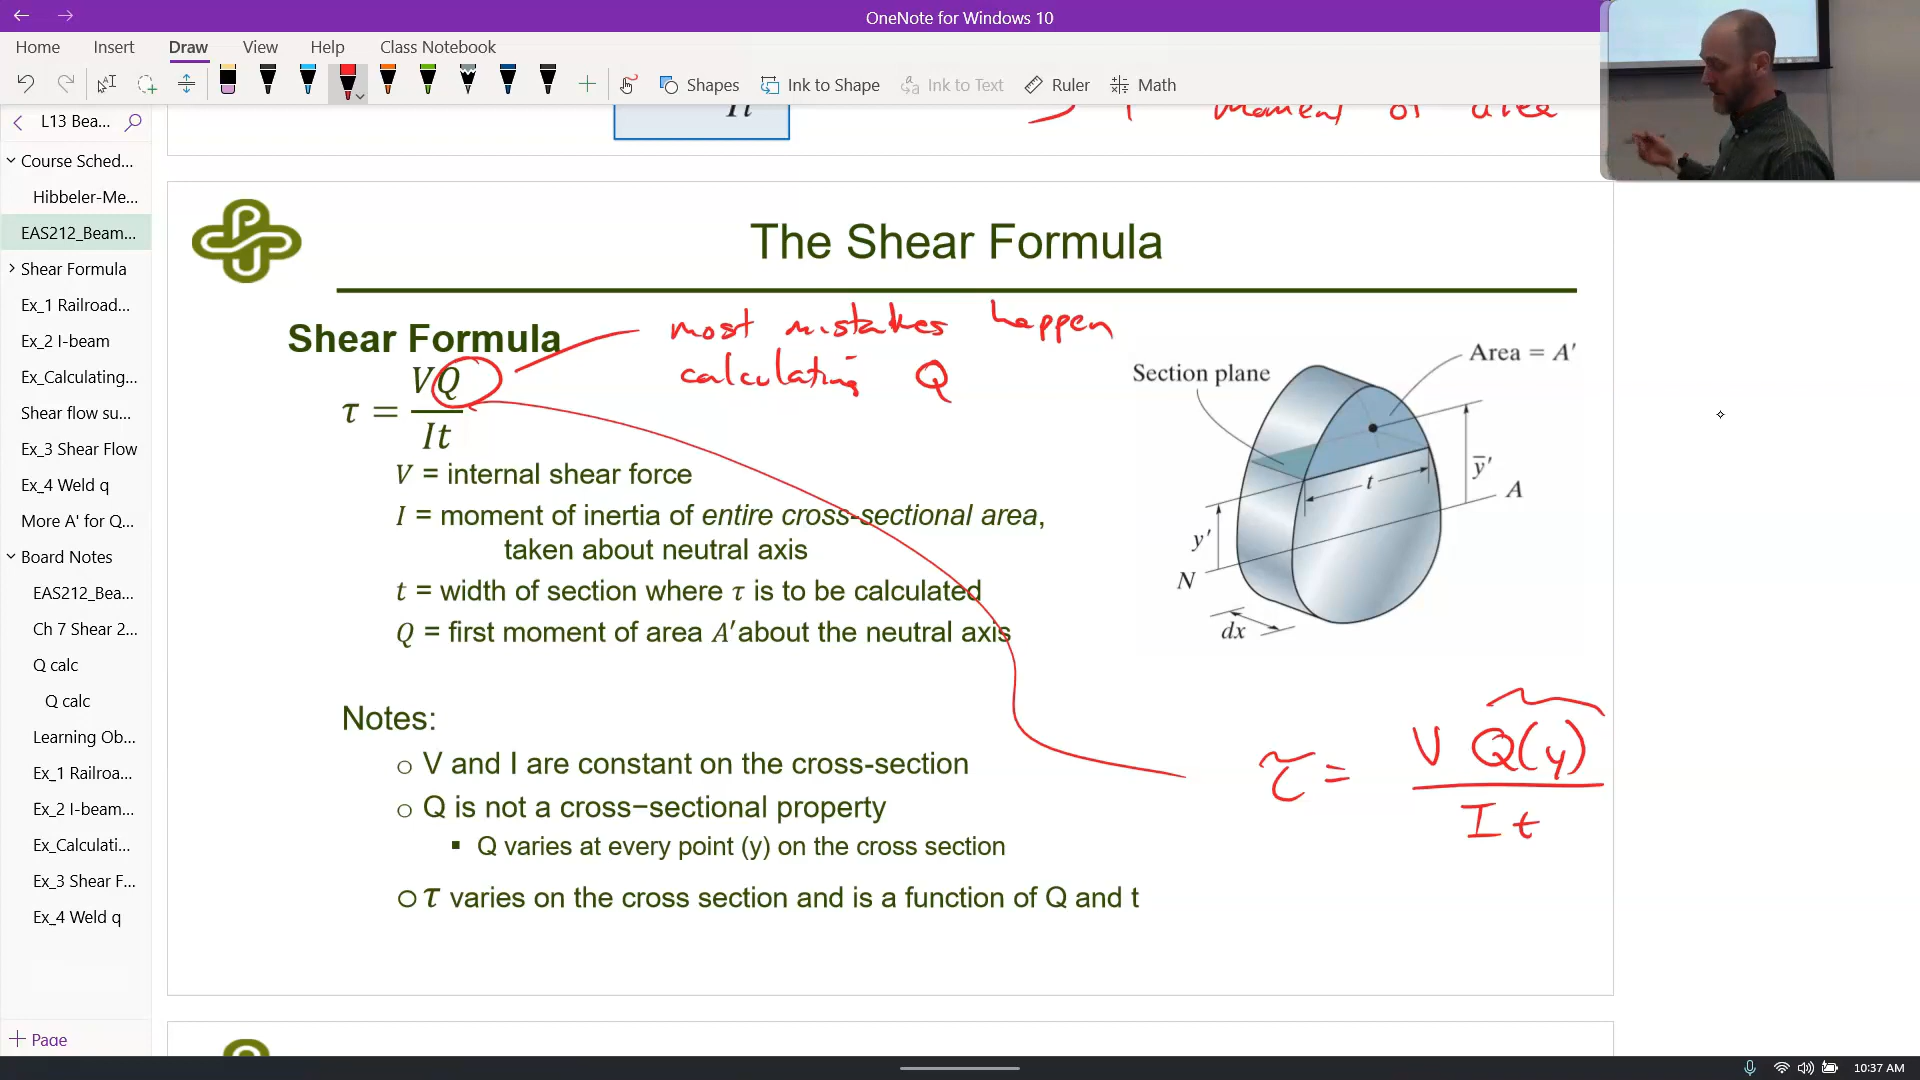 OneNote for Windows 10
Home Insert Draw View Help Class Notebook
Shapes Ink to Shape Ink to Text Ruler Math
L13 Bea...
Course Sched...
Hibbeler-Me...
EAS212_Beam...
Shear Formula
Ex_1 Railroad...
Ex_2 I-beam
Ex_Calculating...
Shear flow su...
Ex_3 Shear Flow
Ex_4 Weld q
More A' for Q...
Board Notes
EAS212_Bea...
Ch 7 Shear 2...
Q calc
Q calc
Learning Ob...
Ex_1 Railroa...
Ex_2 I-beam...
Ex_Calculati...
Ex_3 Shear F...
Ex_4 Weld q
+ Page
It
moment of area
The Shear Formula
Shear Formula
most mistakes happen
calculating Q
τ = VQ / It
V = internal shear force
I = moment of inertia of entire cross-sectional area,
taken about neutral axis
t = width of section where τ is to be calculated
Q = first moment of area A′ about the neutral axis
Section plane
Area = A'
t
y̅'
A
y'
N
dx
Notes:
○ V and I are constant on the cross-section
○ Q is not a cross−sectional property
▪ Q varies at every point (y) on the cross section
○ τ varies on the cross section and is a function of Q and t
τ = V Q(y) / I t
10:37 AM